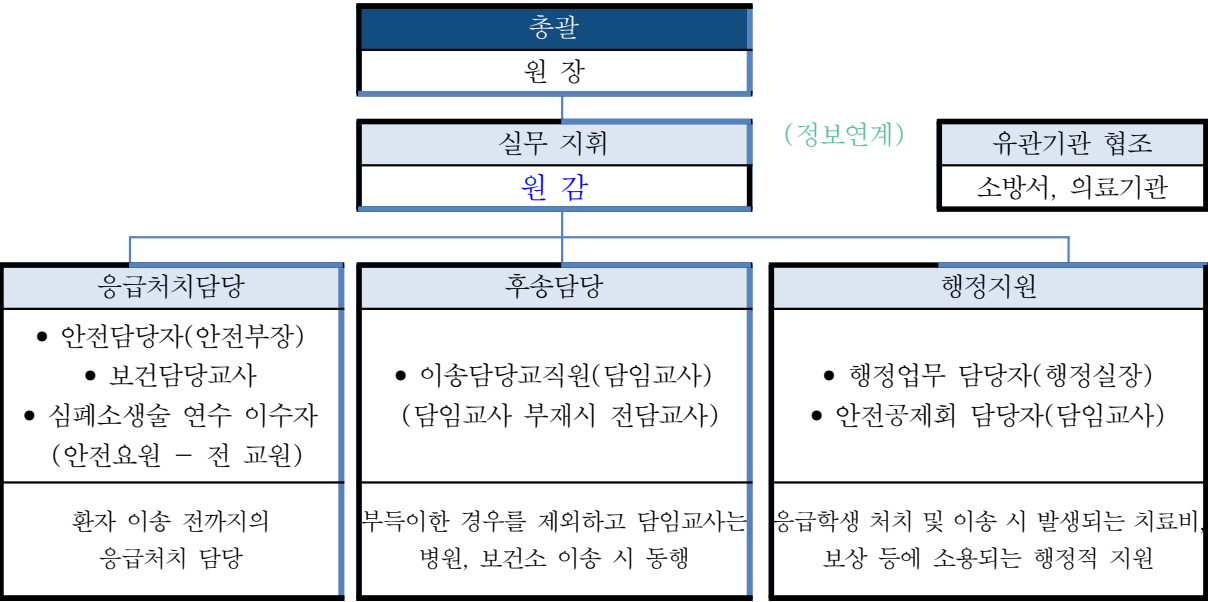 총괄
원 장
실무 지휘
원 감
(정보연계)
유관기관 협조
소방서, 의료기관
응급처치담당
● 안전담당자(안전부장)
● 보건담당교사
● 심폐소생술 연수 이수자
(안전요원 - 전 교원)
환자 이송 전까지의
응급처치 담당
후송담당
● 이송담당교직원(담임교사)
(담임교사 부재시 전담교사)
부득이한 경우를 제외하고 담임교사는
병원, 보건소 이송 시 동행
행정지원
● 행정업무 담당자(행정실장)
● 안전공제회 담당자(담임교사)
응급학생 처치 및 이송 시 발생되는 치료비,
보상 등에 소용되는 행정적 지원